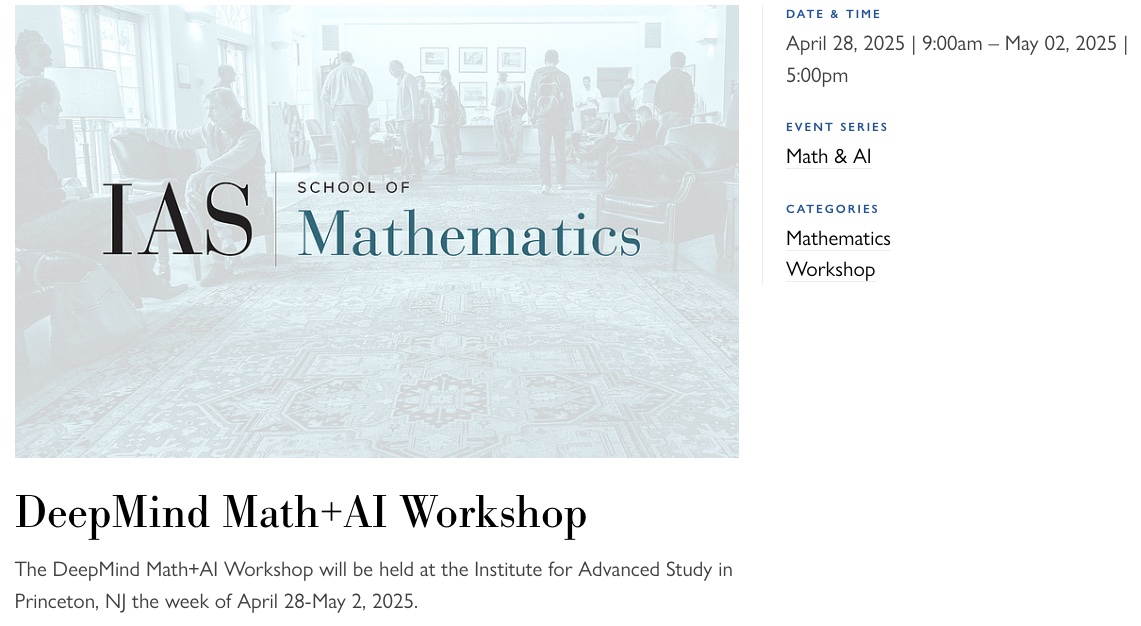 IAS
SCHOOL OF
Mathematics
DeepMind Math+AI Workshop
The DeepMind Math+AI Workshop will be held at the Institute for Advanced Study in
Princeton, NJ the week of April 28-May 2, 2025.
DATE & TIME
April 28, 2025 | 9:00am – May 02, 2025 |
5:00pm
EVENT SERIES
Math & AI
CATEGORIES
Mathematics
Workshop